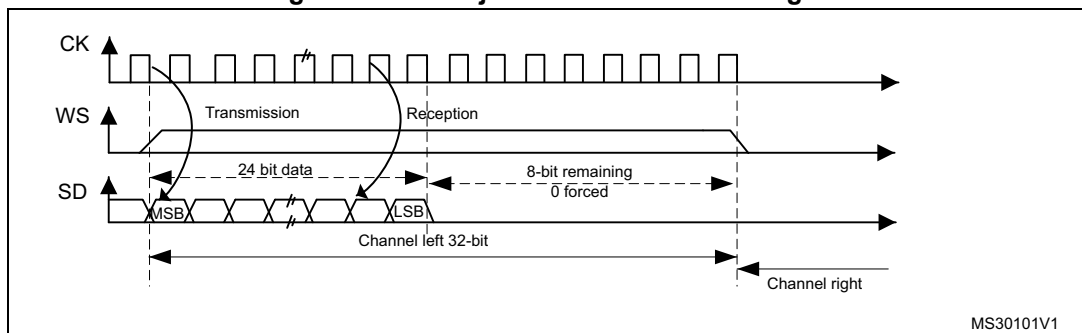 CK
Transmission
Reception
WS
24 bit data
8-bit remaining
0 forced
SD
MSB
LSB
Channel left 32-bit
Channel right
MS30101V1